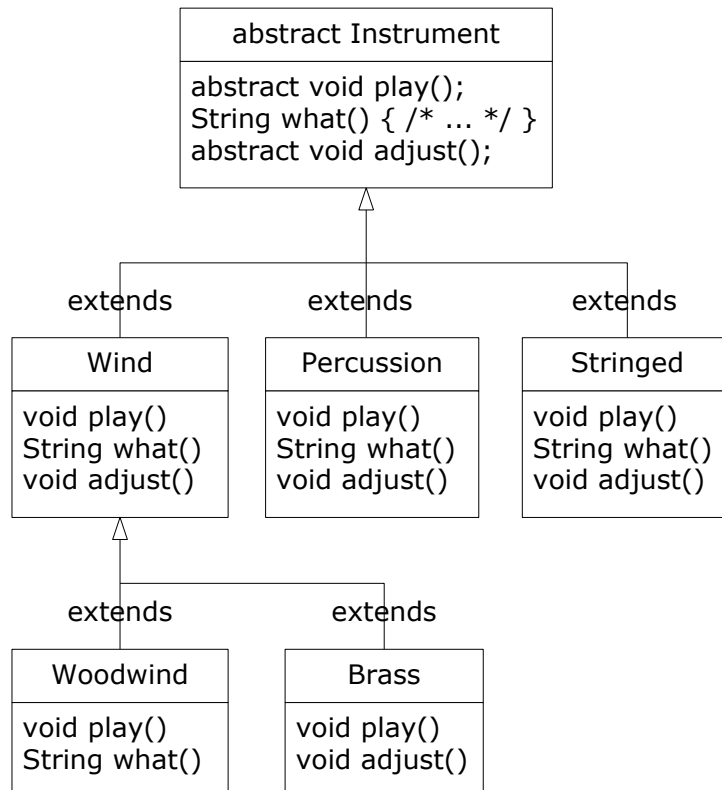 abstract Instrument
abstract void play();
String what() { /* ... */ }
abstract void adjust();
extends
extends
extends
Wind
void play()
String what()
void adjust()
Percussion
void play()
String what()
void adjust()
Stringed
void play()
String what()
void adjust()
extends
extends
Woodwind
void play()
String what()
Brass
void play()
void adjust()